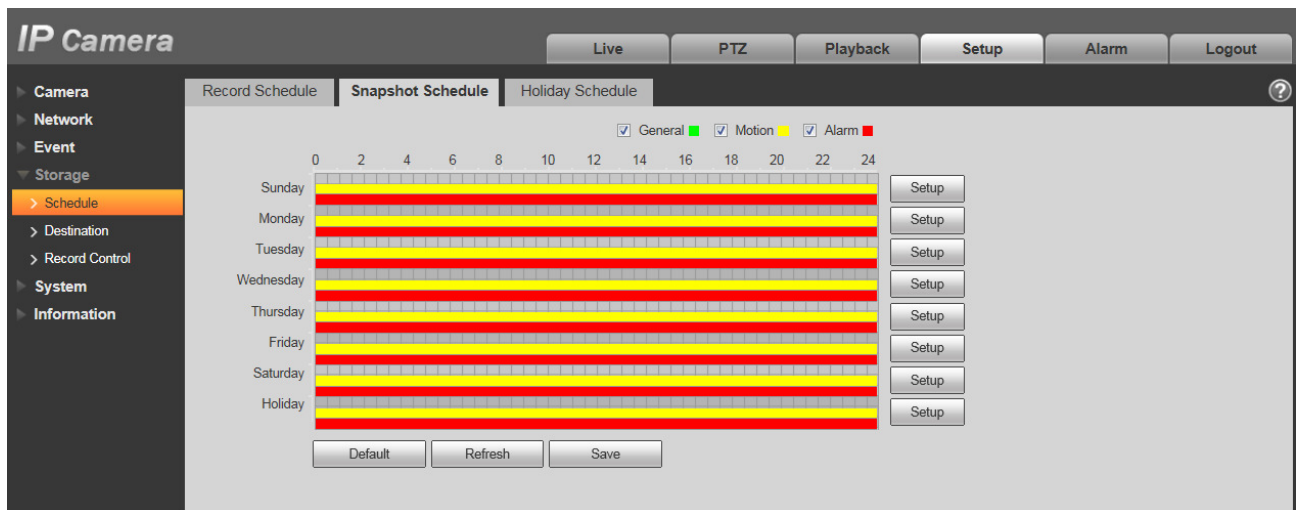 IP Camera
Live PTZ Playback Setup Alarm Logout
Camera
Network
Event
Storage
Schedule
Destination
Record Control
System
Information
Record Schedule Snapshot Schedule Holiday Schedule
?
General Motion Alarm
0 2 4 6 8 10 12 14 16 18 20 22 24
Sunday Setup
Monday Setup
Tuesday Setup
Wednesday Setup
Thursday Setup
Friday Setup
Saturday Setup
Holiday Setup
Default Refresh Save